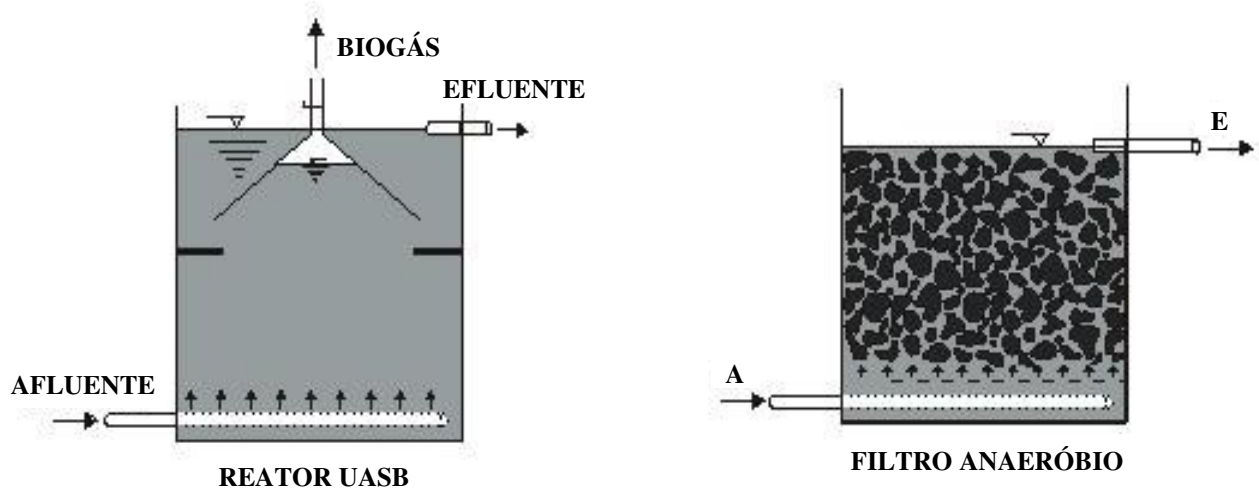 BIOGÁS
EFLUENTE
AFLUENTE
REATOR UASB
E
A
FILTRO ANAERÓBIO